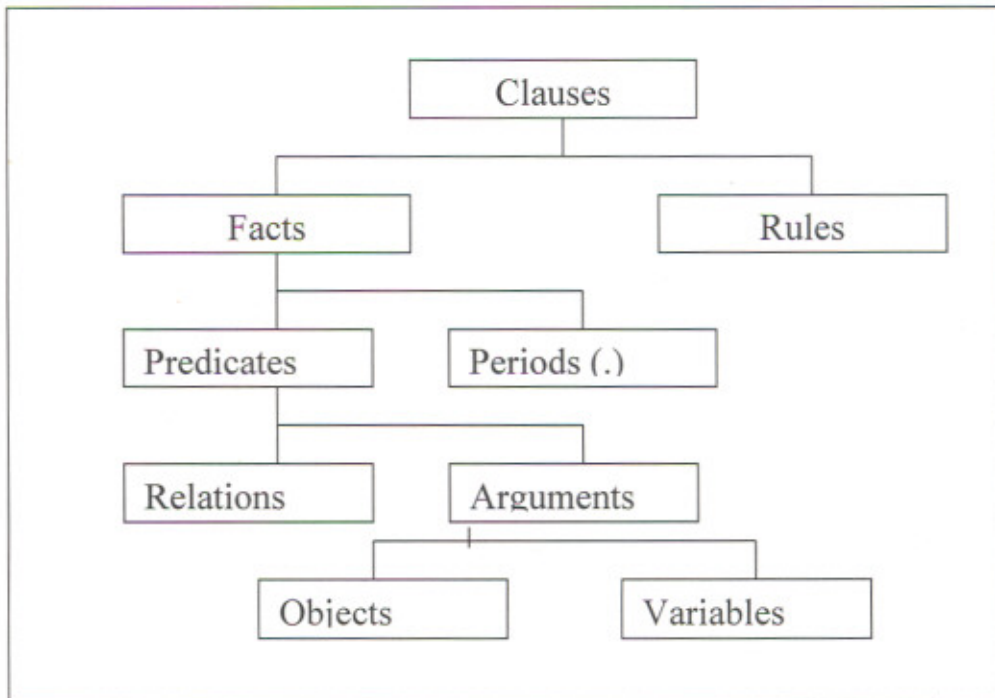 Clauses
Facts
Rules
Predicates
Periods (.)
Relations
Arguments
Objects
Variables